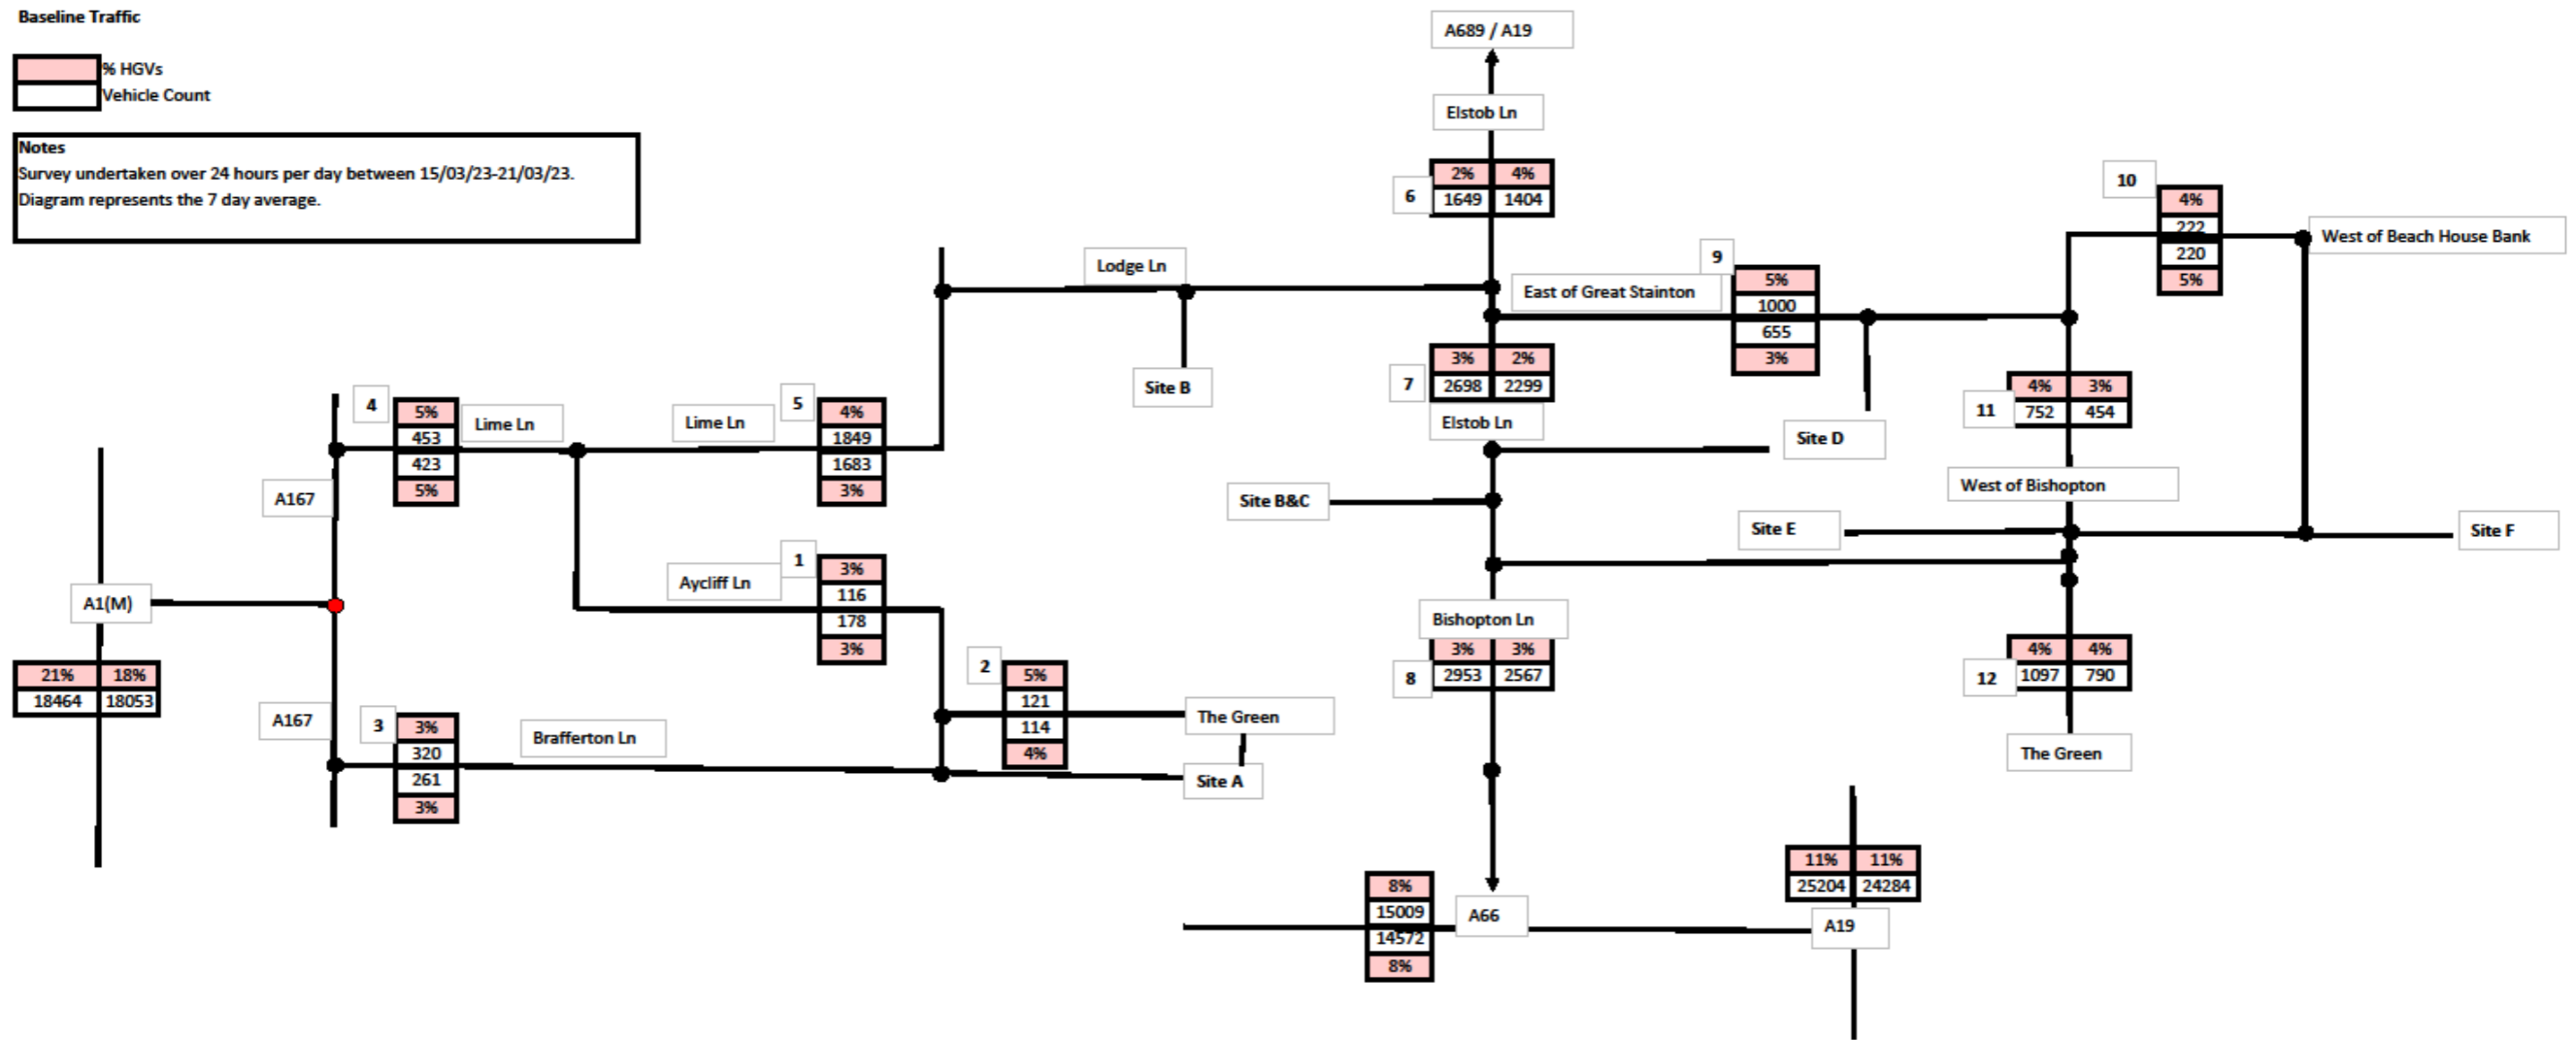 Baseline Traffic
% HGVs
Vehicle Count
Notes
Survey undertaken over 24 hours per day between 15/03/23-21/03/23.
Diagram represents the 7 day average.
A689 / A19
Elstob Ln
6
2% 4%
1649 1404
10
4%
222
220
5%
West of Beach House Bank
Lodge Ln
Site B
9
East of Great Stainton
5%
1000
655
3%
7
3% 2%
2698 2299
Elstob Ln
11
4% 3%
752 454
4
5%
453
423
5%
Lime Ln
Lime Ln
5
4%
1849
1683
3%
A167
Site D
Site B&C
West of Bishopton
Site E
Site F
A1(M)
21% 18%
18464 18053
Aycliff Ln
1
3%
116
178
3%
2
5%
121
114
4%
The Green
Site A
Bishopton Ln
8
3% 3%
2953 2567
12
4% 4%
1097 790
The Green
A167
3
3%
320
261
3%
Brafferton Ln
8%
15009
14572
8%
A66
11% 11%
25204 24284
A19